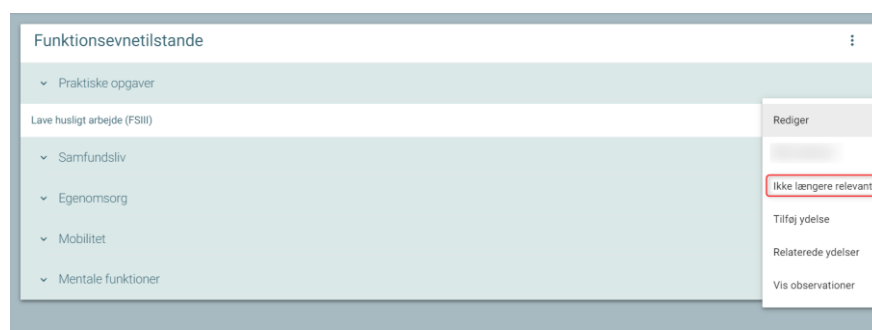 Funktionsevnetilstande
Praktiske opgaver
Lave husligt arbejde (FSIII)
Samfundsliv
Egenomsorg
Mobilitet
Mentale funktioner
Rediger
Ikke længere relevant
Tilføj ydelse
Relaterede ydelser
Vis observationer